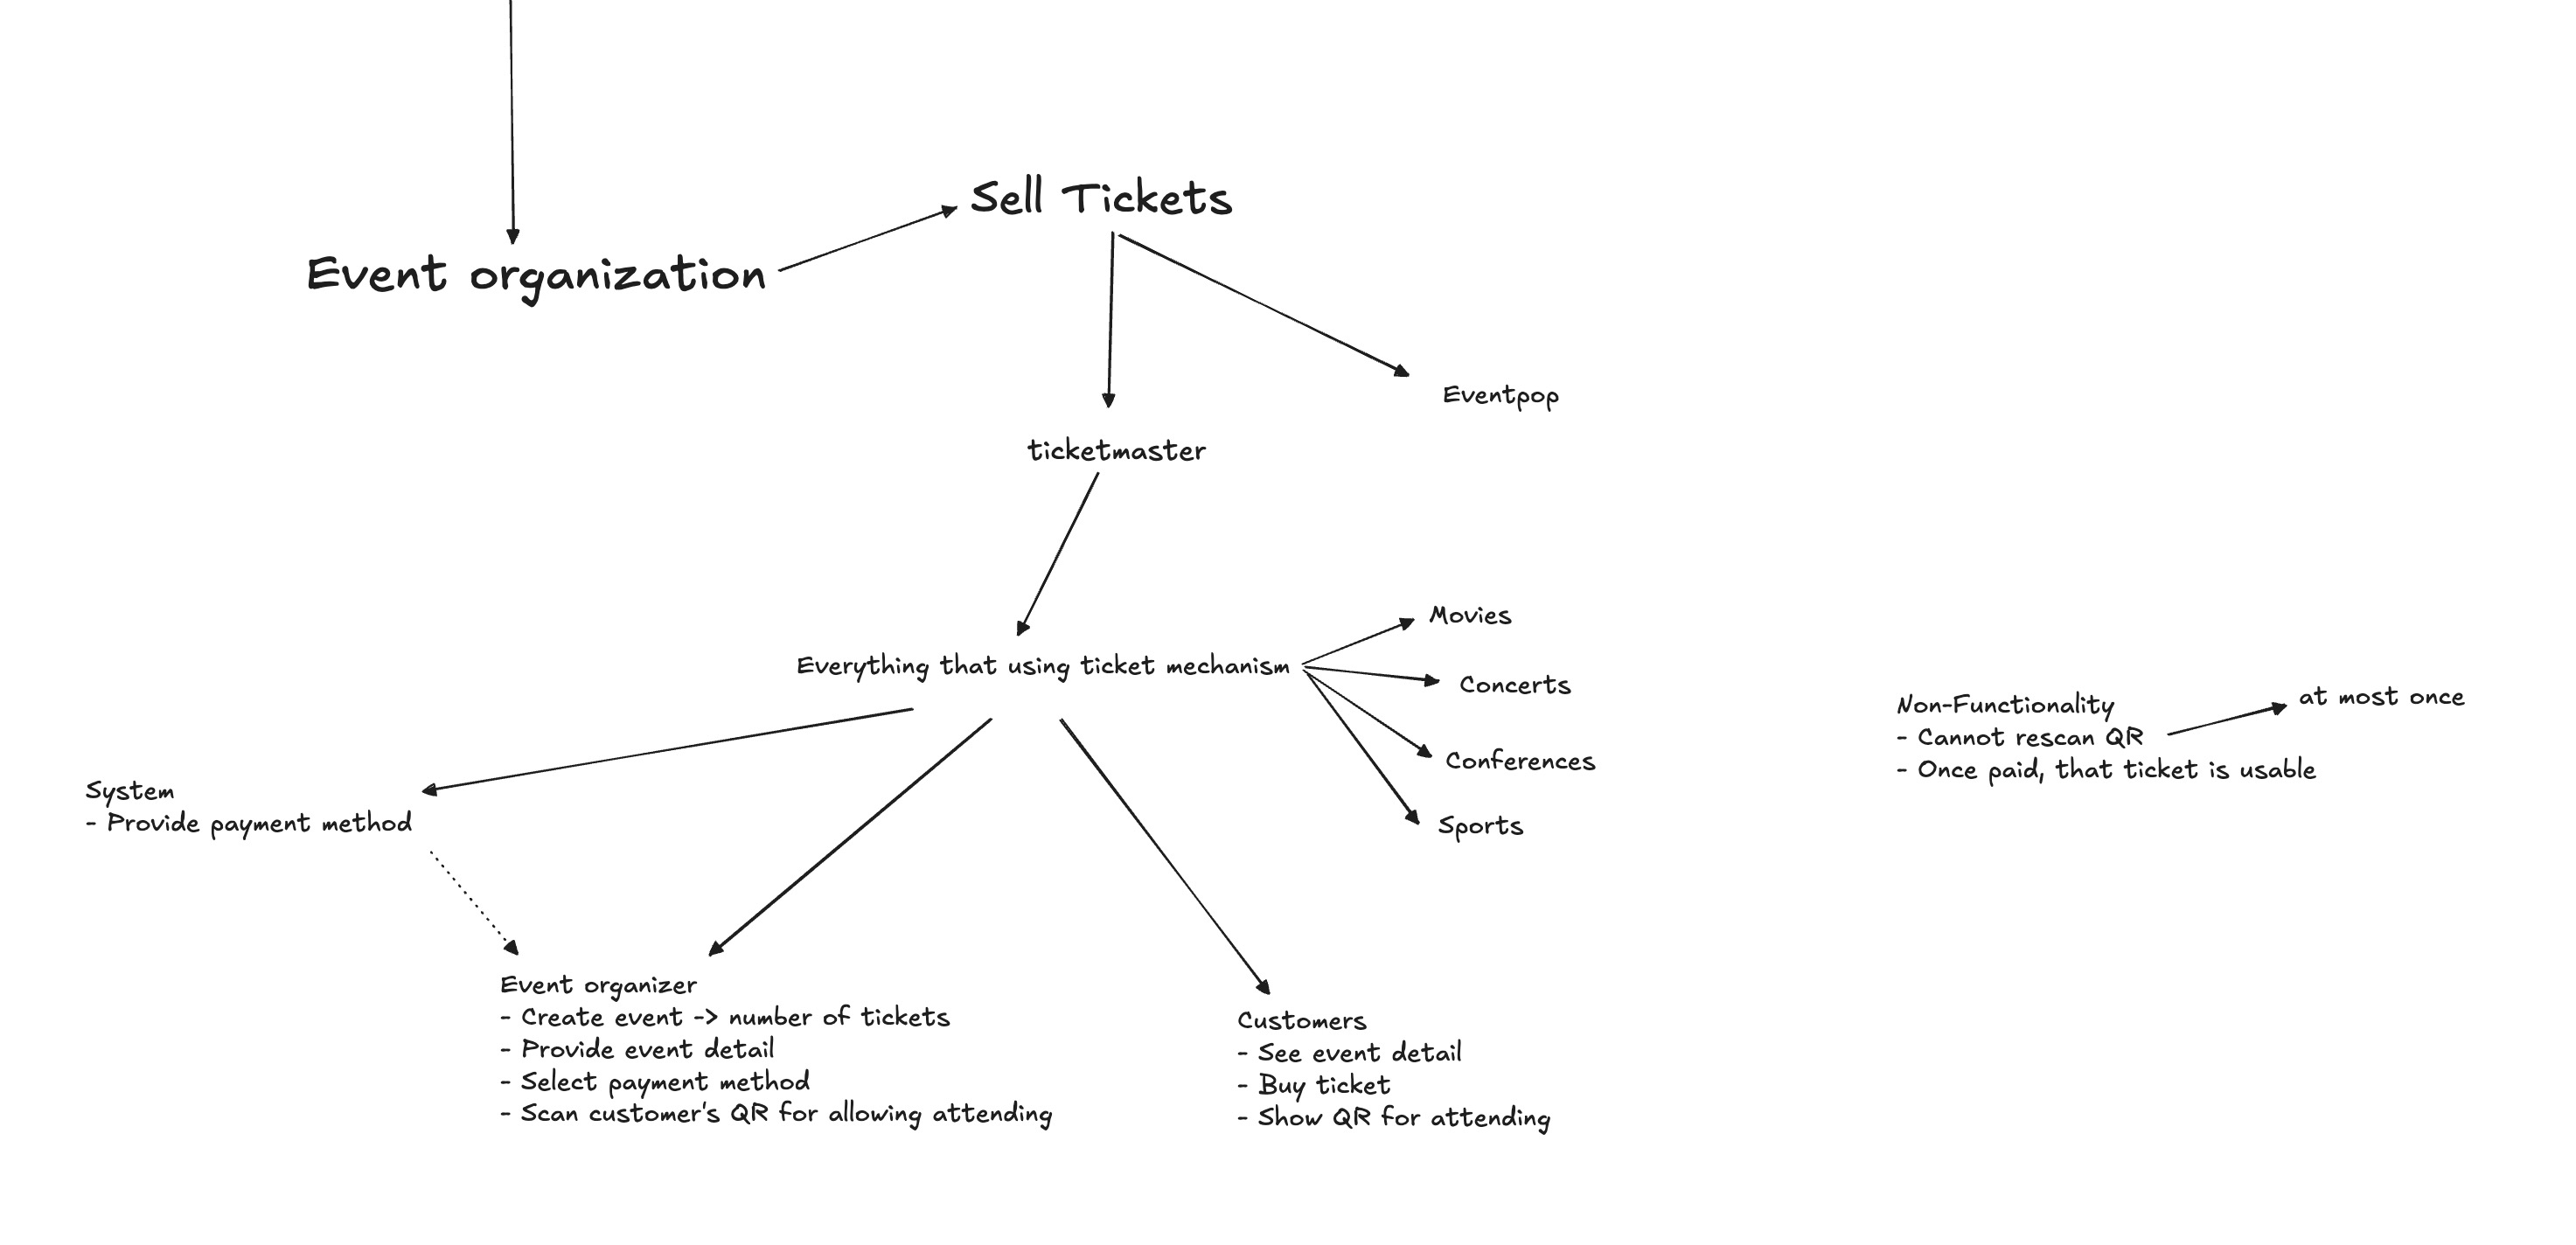 Sell Tickets
Event organization
Eventpop
ticketmaster
Everything that using ticket mechanism
Movies
Concerts
Conferences
Sports
Non-Functionality
- Cannot rescan QR
- Once paid, that ticket is usable
at most once
System
- Provide payment method
Event organizer
- Create event -> number of tickets
- Provide event detail
- Select payment method
- Scan customer's QR for allowing attending
Customers
- See event detail
- Buy ticket
- Show QR for attending